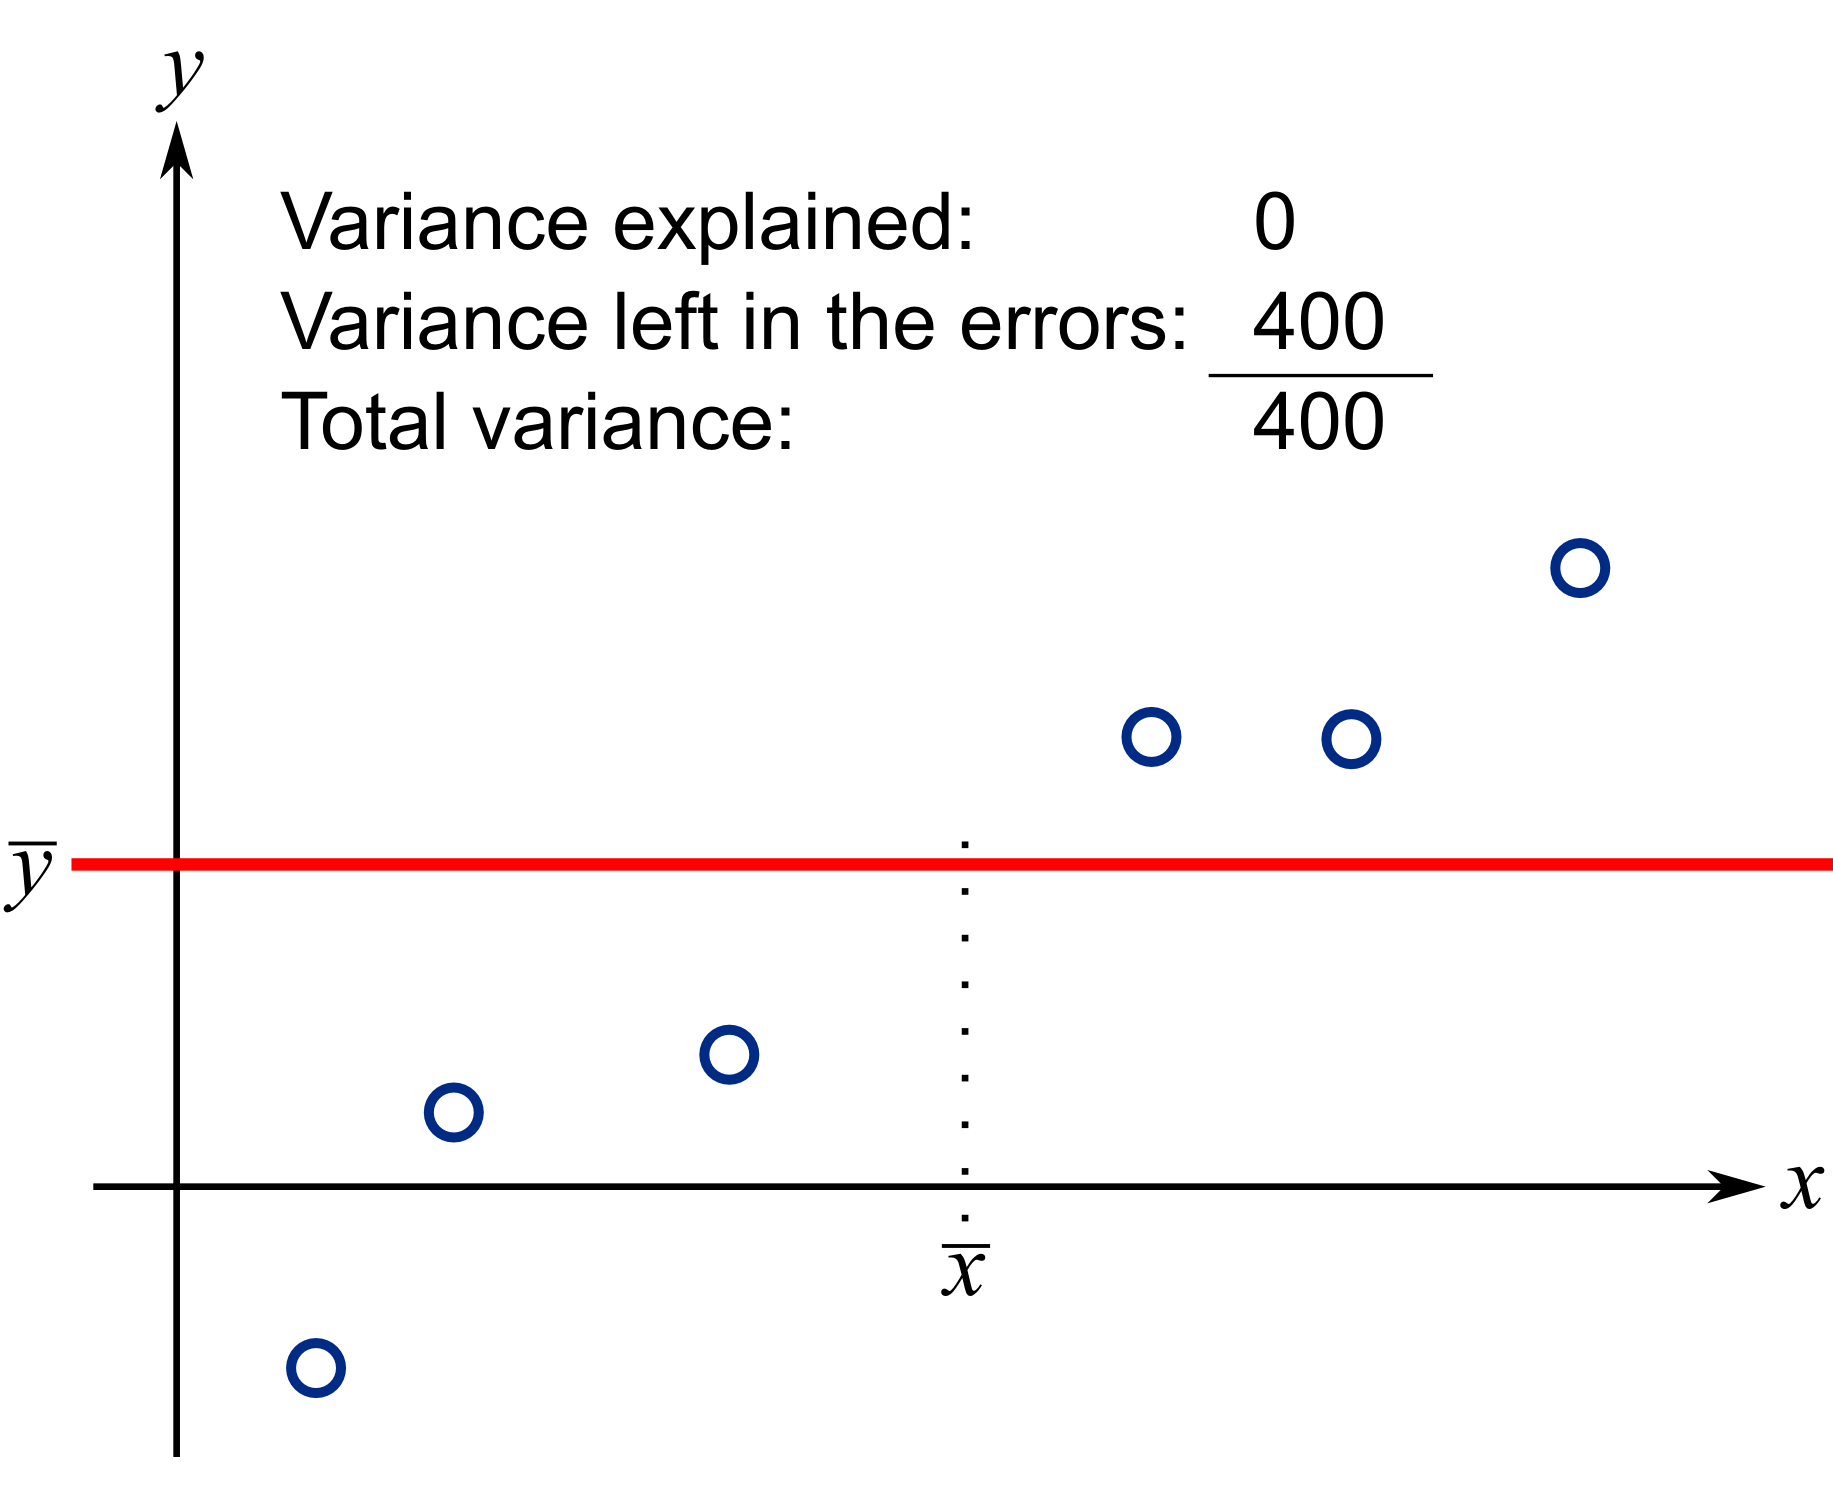 y
Variance explained: 0
Variance left in the errors: 400
Total variance: 400
y̅
x
x̅